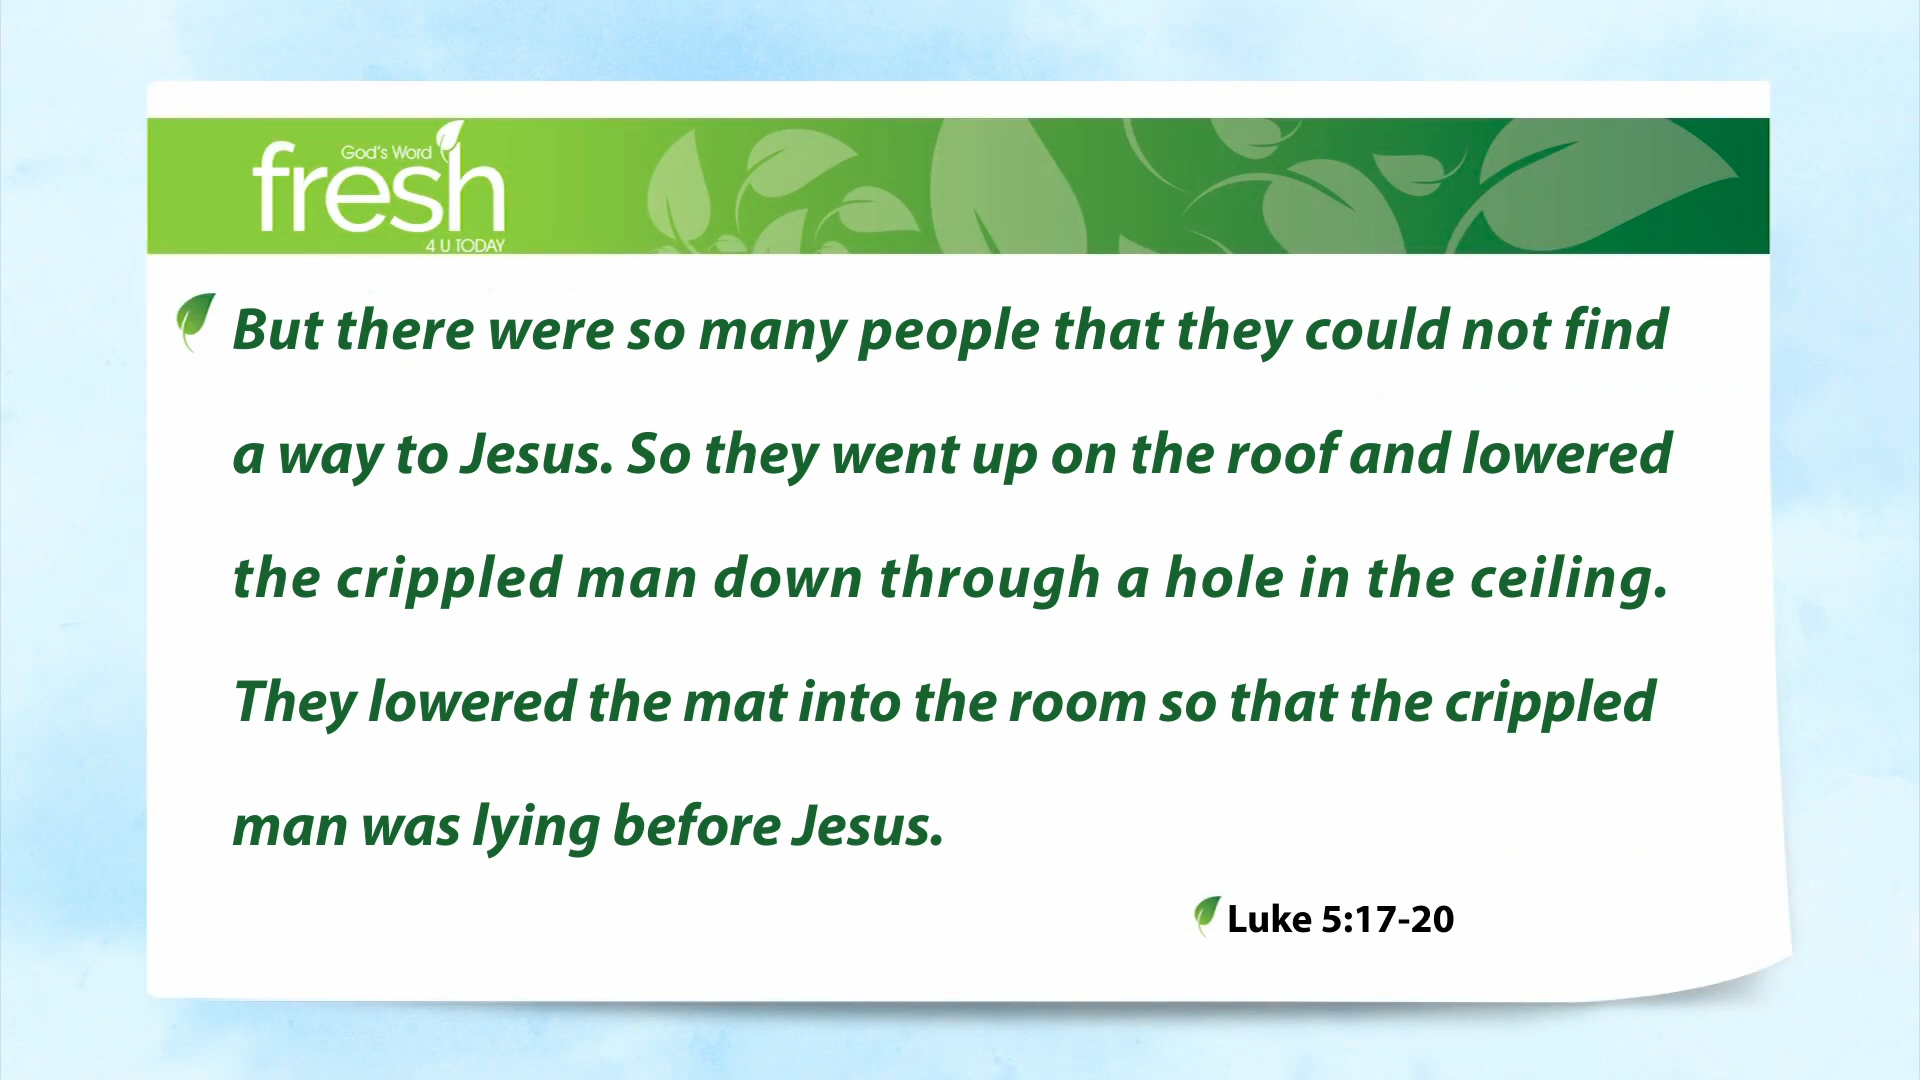 God's Word
fresh
4 U TODAY
But there were so many people that they could not find
a way to Jesus. So they went up on the roof and lowered
the crippled man down through a hole in the ceiling.
They lowered the mat into the room so that the crippled
man was lying before Jesus.
Luke 5:17-20